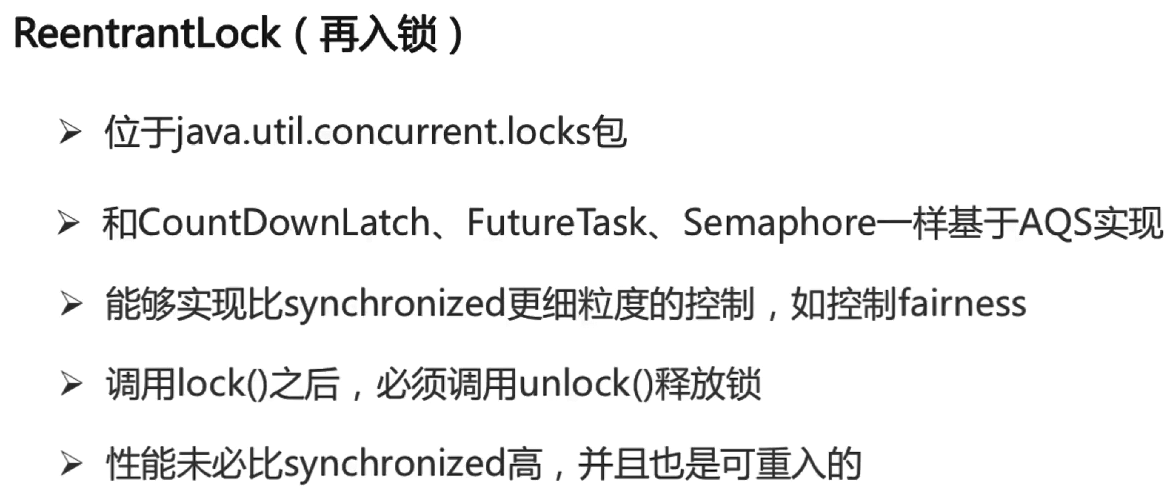 ReentrantLock（再入锁）
➢ 位于java.util.concurrent.locks包
➢ 和CountDownLatch、FutureTask、Semaphore一样基于AQS实现
➢ 能够实现比synchronized更细粒度的控制，如控制fairness
➢ 调用lock()之后，必须调用unlock()释放锁
➢ 性能未必比synchronized高，并且也是可重入的